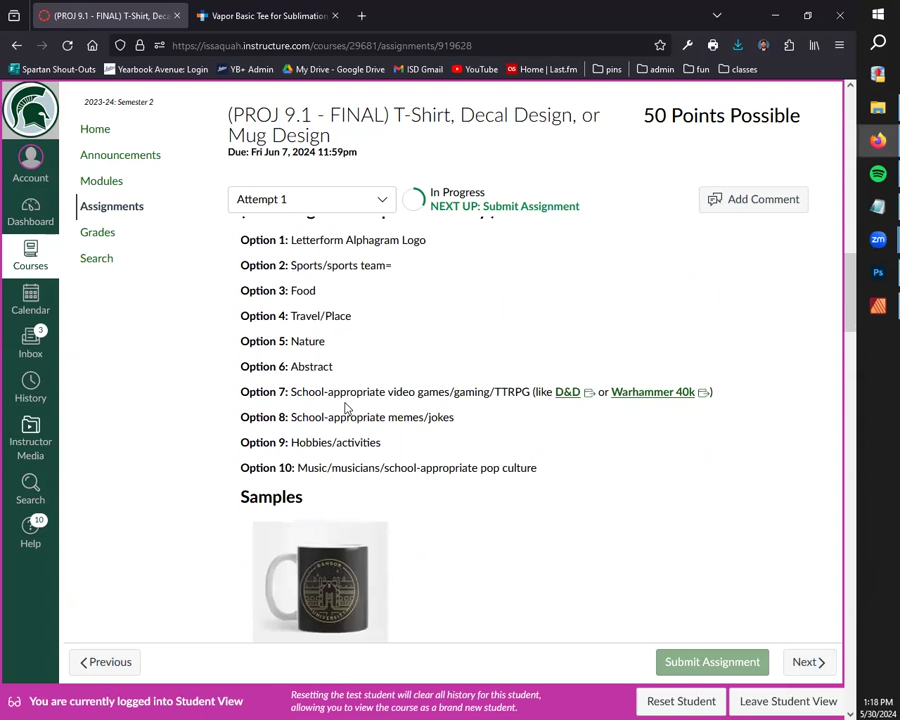 (PROJ 9.1 - FINAL) T-Shirt, Deca
Vapor Basic Tee for Sublimation
https://issaquah.instructure.com/courses/29681/assignments/919628
Spartan Shout-Outs
Yearbook Avenue: Login
YB+ Admin
My Drive - Google Drive
ISD Gmail
YouTube
Home | Last.fm
pins
admin
fun
classes
2023-24: Semester 2
Home
Announcements
Modules
Assignments
Grades
Search
Account
Dashboard
Courses
Calendar
3
Inbox
History
Instructor
Media
Search
10
Help
(PROJ 9.1 - FINAL) T-Shirt, Decal Design, or
Mug Design
Due: Fri Jun 7, 2024 11:59pm
50 Points Possible
Attempt 1
In Progress
NEXT UP: Submit Assignment
Add Comment
Option 1: Letterform Alphagram Logo
Option 2: Sports/sports team=
Option 3: Food
Option 4: Travel/Place
Option 5: Nature
Option 6: Abstract
Option 7: School-appropriate video games/gaming/TTRPG (like D&D or Warhammer 40k)
Option 8: School-appropriate memes/jokes
Option 9: Hobbies/activities
Option 10: Music/musicians/school-appropriate pop culture
Samples
BANGOR
UNIVERSITY
Previous
Submit Assignment
Next
You are currently logged into Student View
Resetting the test student will clear all history for this student,
allowing you to view the course as a brand new student.
Reset Student
Leave Student View
zm
Ps
1:18 PM
5/30/2024